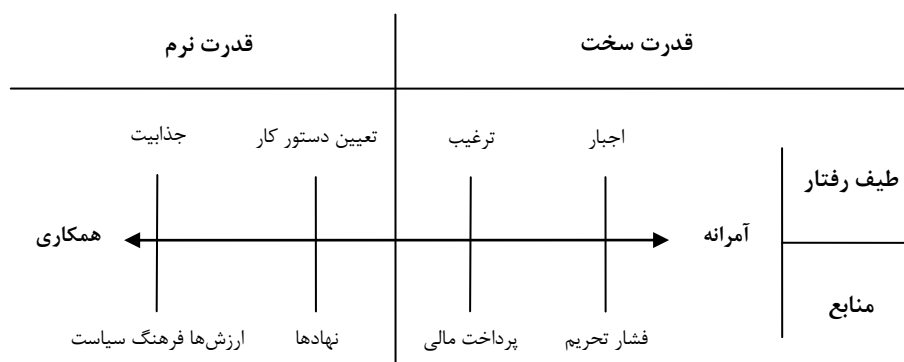 قدرت سخت
قدرت نرم
اجبار
ترغیب
تعیین دستور کار
جذابیت
طیف رفتار
آمرانه
همکاری
منابع
فشار تحریم
پرداخت مالی
نهادها
ارزش‌ها فرهنگ سیاست